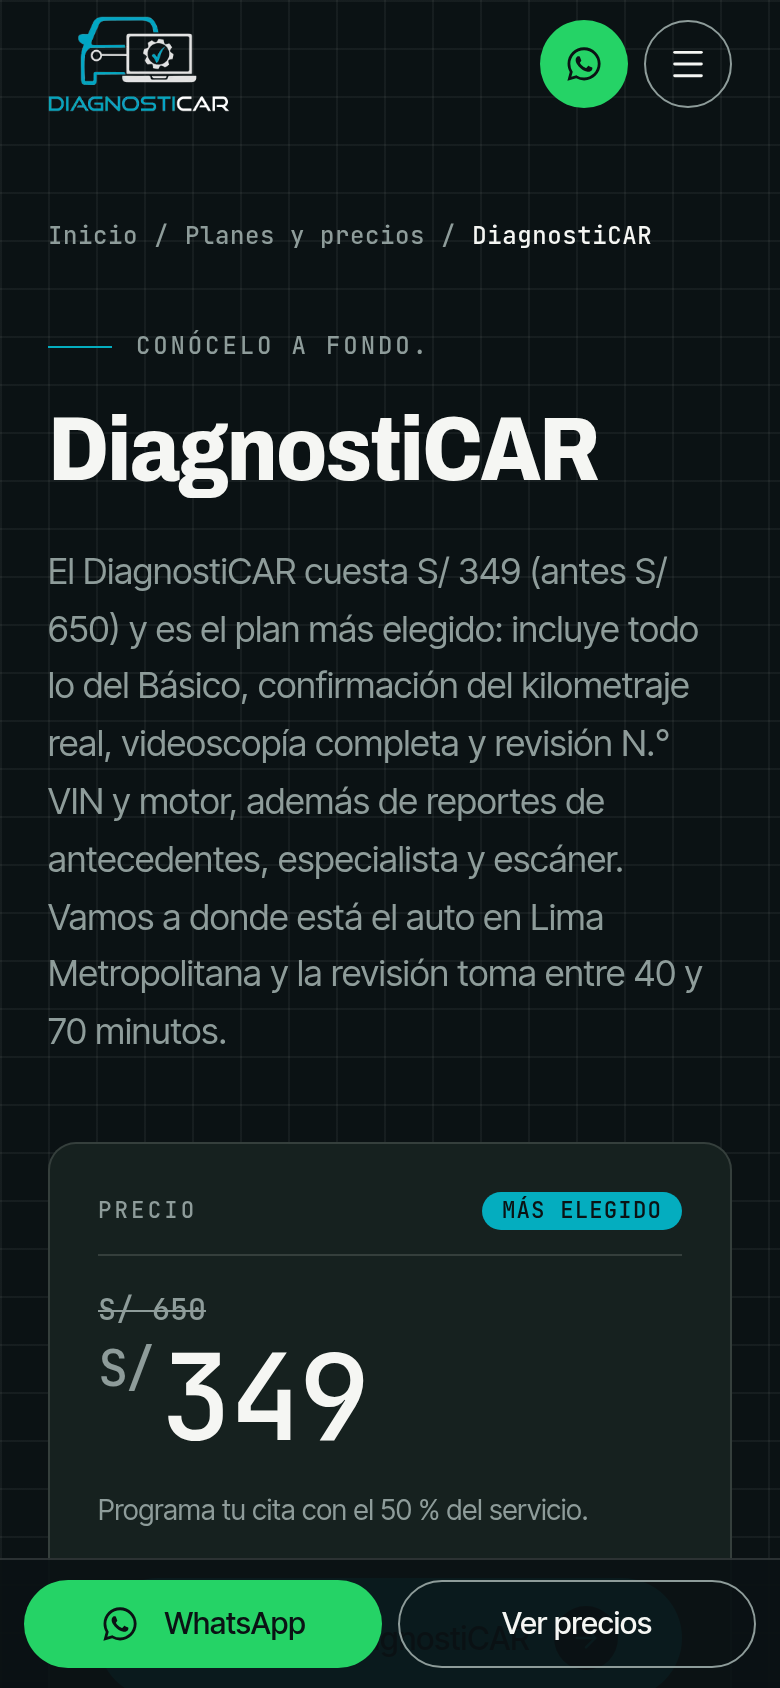 DIAGNOSTICAR
Inicio / Planes y precios / DiagnostiCAR
CONÓCELO A FONDO.
DiagnostiCAR
El DiagnostiCAR cuesta S/ 349 (antes S/
650) y es el plan más elegido: incluye todo
lo del Básico, confirmación del kilometraje
real, videoscopía completa y revisión N.°
VIN y motor, además de reportes de
antecedentes, especialista y escáner.
Vamos a donde está el auto en Lima
Metropolitana y la revisión toma entre 40 y
70 minutos.
PRECIO
MÁS ELEGIDO
S/ 650
S/ 349
Programa tu cita con el 50 % del servicio.
WhatsApp
Ver precios